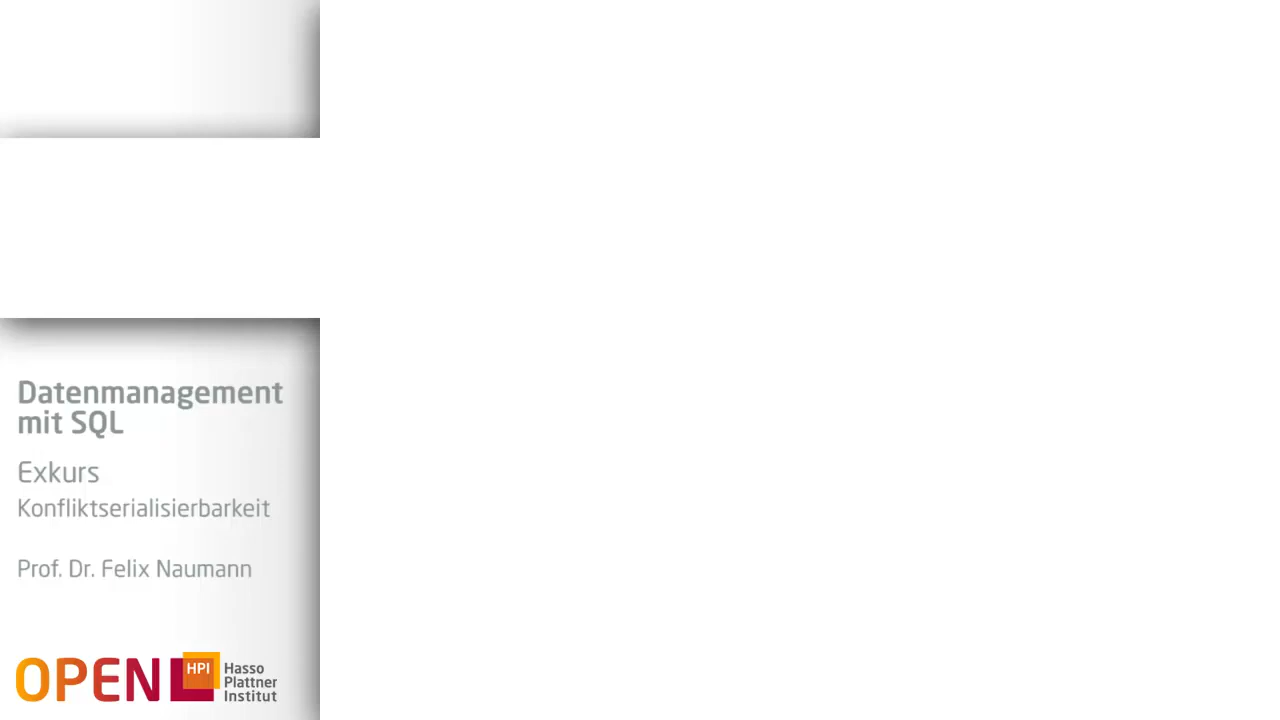 Datenmanagement
mit SQL
Exkurs
Konfliktserialisierbarkeit
Prof. Dr. Felix Naumann
OPEN HPI Hasso
Plattner
Institut